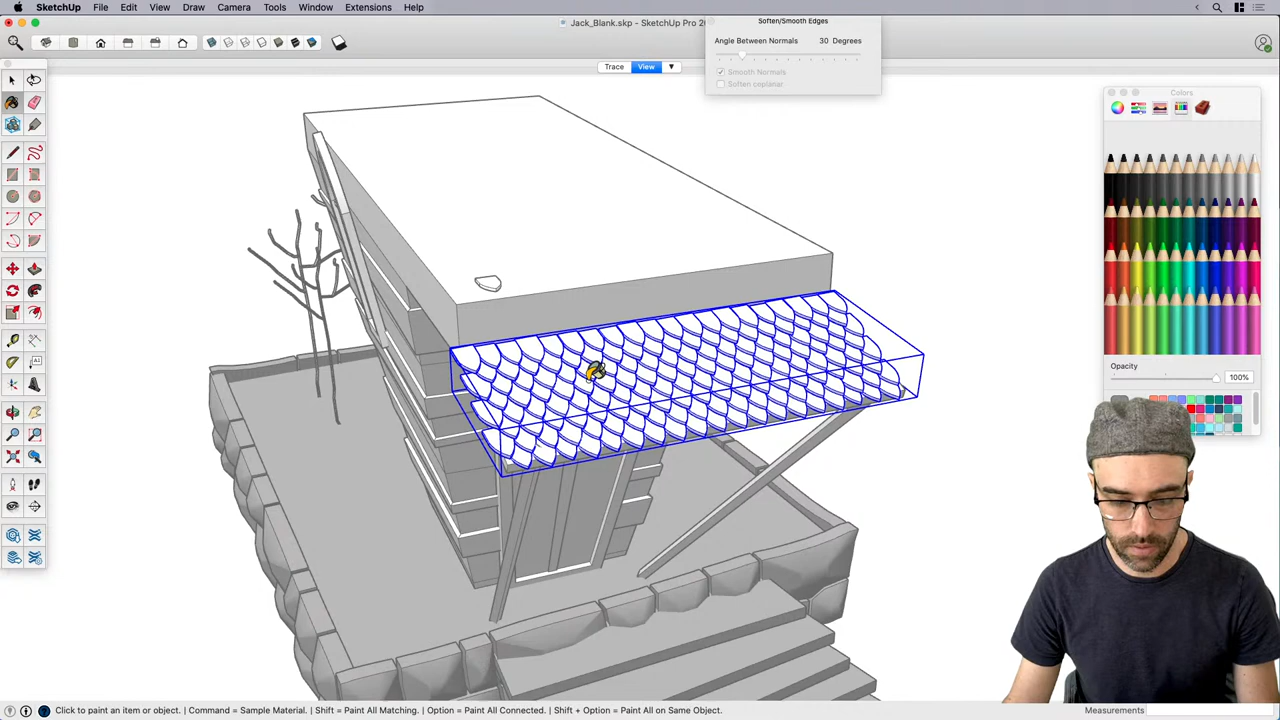 SketchUp File Edit View Draw Camera Tools Window Extensions Help
Jack_Blank.skp - SketchUp Pro 20
Soften/Smooth Edges
Angle Between Normals 30 Degrees
Smooth Normals
Soften coplanar
Trace View
Colors
Opacity
100%
Click to paint an item or object. | Command = Sample Material. | Shift = Paint All Matching. | Option = Paint All Connected. | Shift + Option = Paint All on Same Object.
Measurements